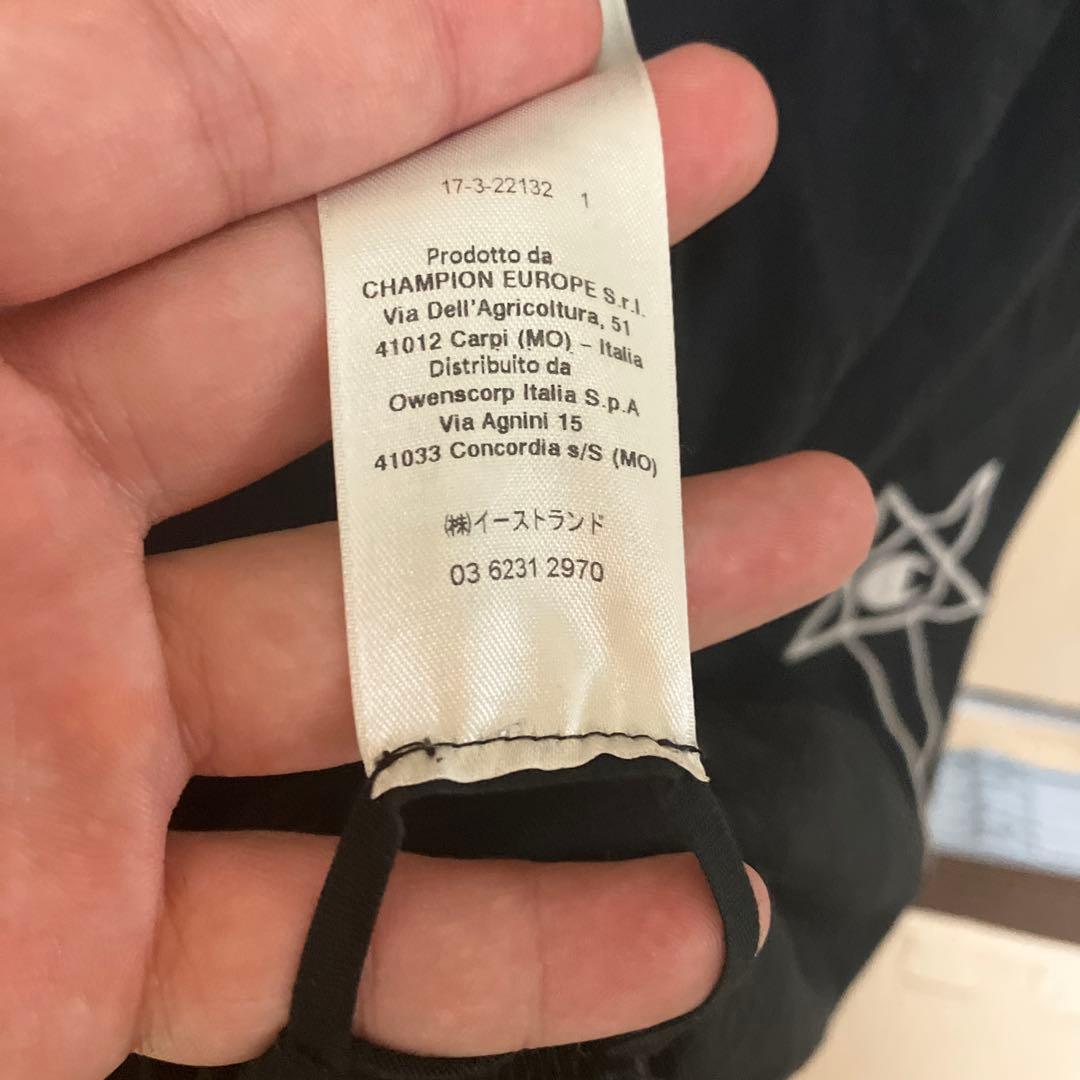 17-3-22132 1
Prodotto da
CHAMPION EUROPE S.r.l.
Via Dell'Agricoltura, 51
41012 Carpi (MO) – Italia
Distribuito da
Owenscorp Italia S.p.A
Via Agnini 15
41033 Concordia s/S (MO)
㈱イーストランド
03 6231 2970